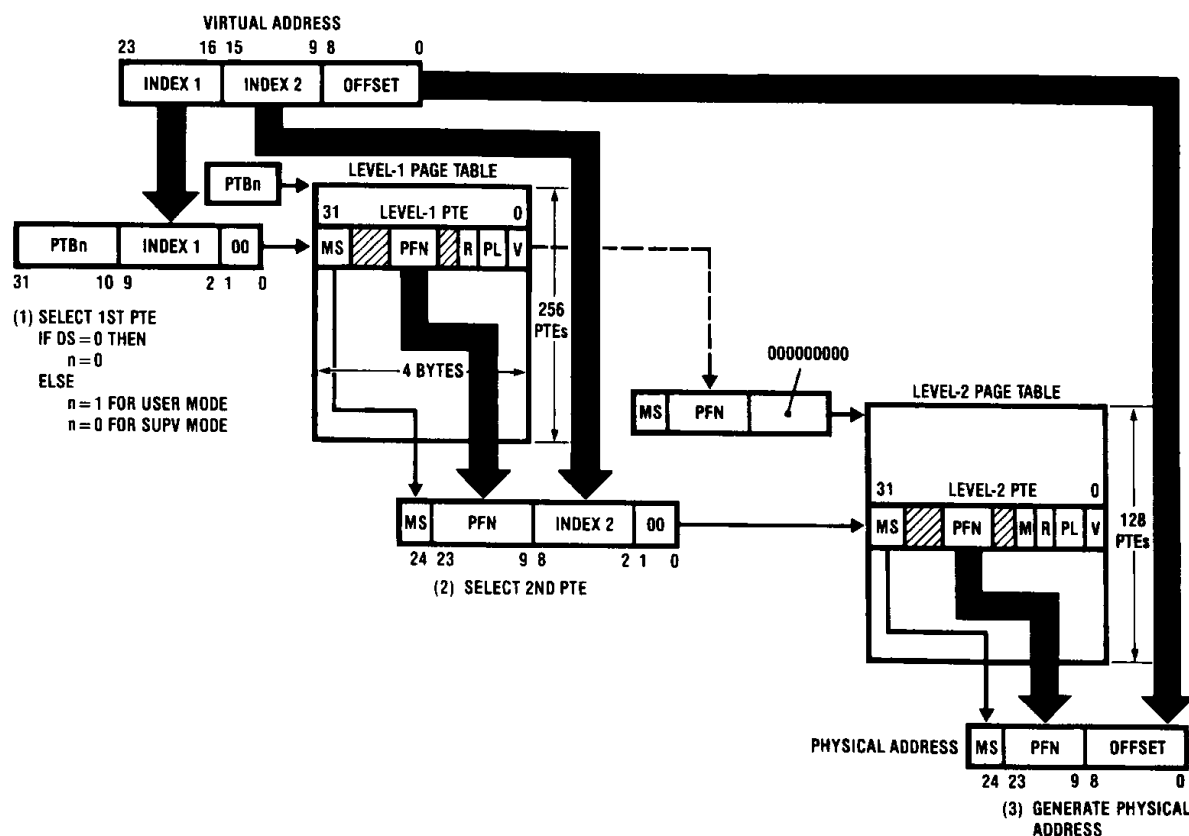 VIRTUAL ADDRESS
23 16 15 9 8 0
INDEX 1 INDEX 2 OFFSET
PTBn
LEVEL-1 PAGE TABLE
31 LEVEL-1 PTE 0
MS PFN R PL V
PTBn INDEX 1 00
31 10 9 2 1 0
(1) SELECT 1ST PTE
IF DS=0 THEN
n=0
ELSE
n=1 FOR USER MODE
n=0 FOR SUPV MODE
256
PTEs
4 BYTES
000000000
MS PFN
LEVEL-2 PAGE TABLE
31 LEVEL-2 PTE 0
MS PFN M R PL V
128
PTEs
MS PFN INDEX 2 00
24 23 9 8 2 1 0
(2) SELECT 2ND PTE
PHYSICAL ADDRESS MS PFN OFFSET
24 23 9 8 0
(3) GENERATE PHYSICAL
ADDRESS